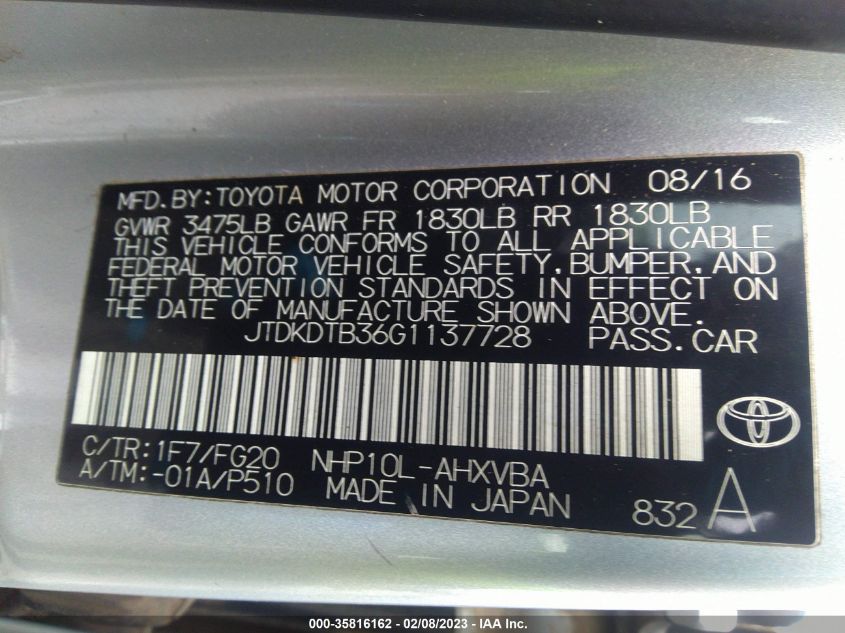 MFD.BY:TOYOTA MOTOR CORPORATION 08/16
GVWR 3475LB GAWR FR 1830LB RR 1830LB
THIS VEHICLE CONFORMS TO ALL APPLICABLE
FEDERAL MOTOR VEHICLE SAFETY,BUMPER,AND
THEFT PREVENTION STANDARDS IN EFFECT ON
THE DATE OF MANUFACTURE SHOWN ABOVE.
JTDKDTB36G1137728 PASS.CAR
C/TR:1F7/FG20 NHP10L-AHXVBA
A/TM:-01A/P510 MADE IN JAPAN
832 A
000-35816162 - 02/08/2023 - IAA Inc.